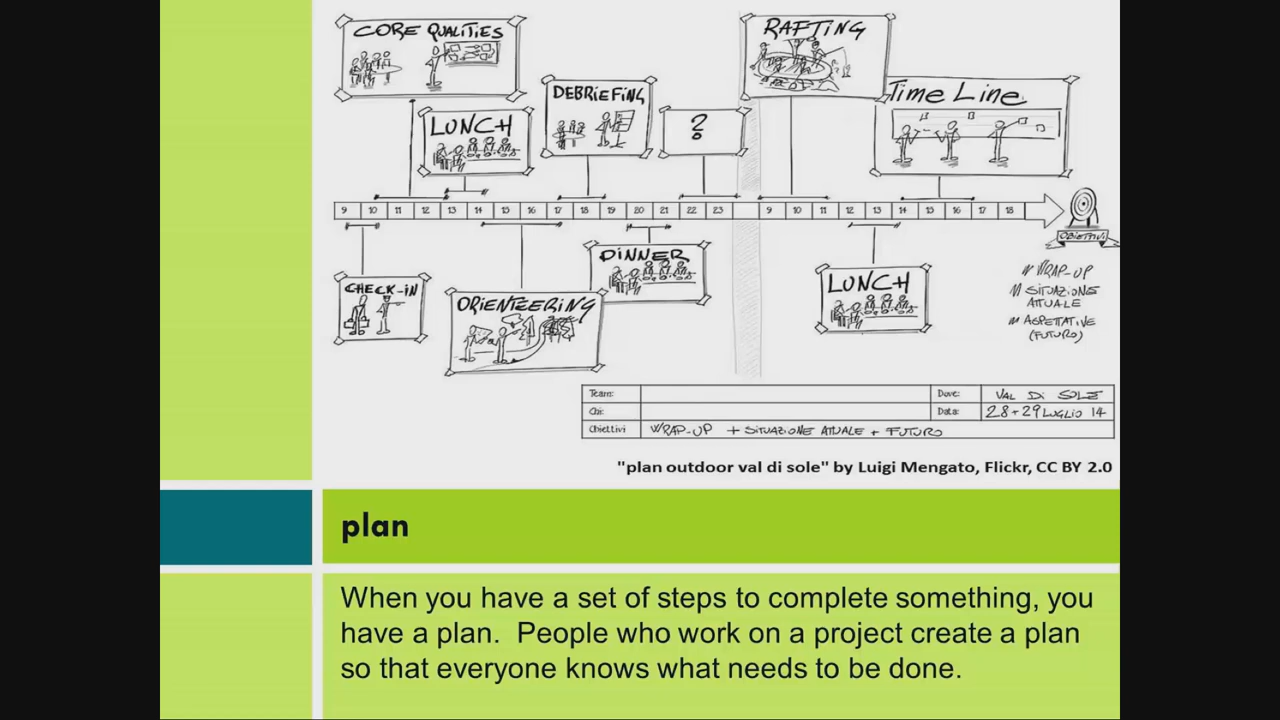 CORE QUALITIES
RAFTING
DEBRIEFING
Time Line
LUNCH
?
9 10 11 12 13 14 15 16 17 18 19 20 21 22 23 9 10 11 12 13 14 15 16 17 18
OBIETTIVI
DINNER
CHECK-IN
ORIENTEERING
LUNCH
WRAP-UP
SITUAZIONE
ATUALE
ASPETTATIVE
(FUTURO)
Team: Dove: VAL DI SOLE
Chi: Data: 28+29 LUGLIO 14
Obiettivi WRAP-UP + SITUAZIONE ATUALE + FUTURO
"plan outdoor val di sole" by Luigi Mengato, Flickr, CC BY 2.0
plan
When you have a set of steps to complete something, you
have a plan. People who work on a project create a plan
so that everyone knows what needs to be done.